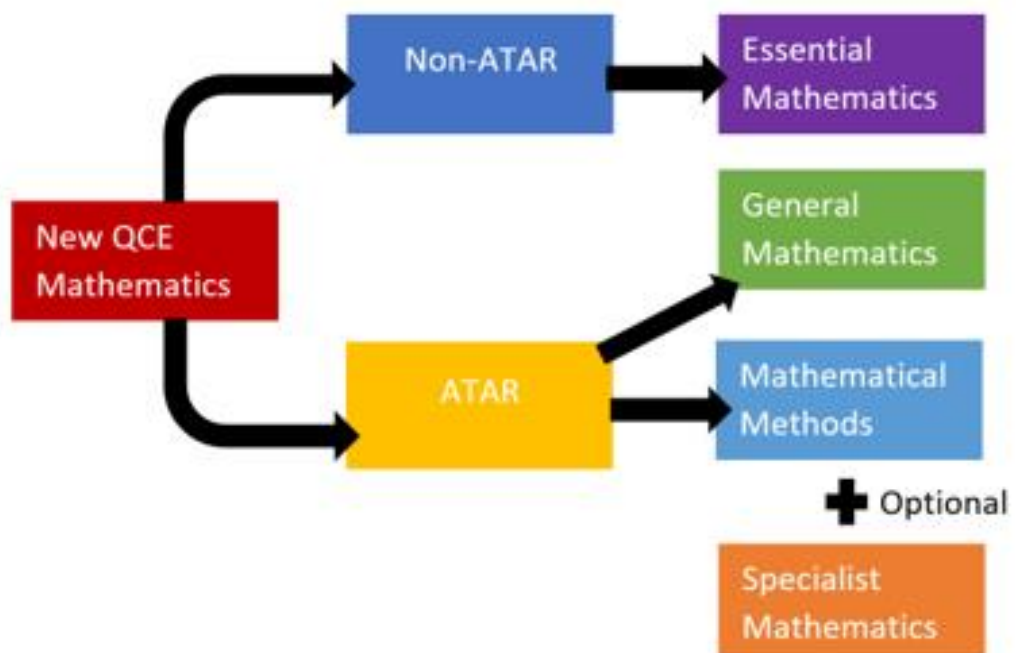 Non-ATAR
Essential
Mathematics
New QCE
Mathematics
General
Mathematics
ATAR
Mathematical
Methods
Optional
Specialist
Mathematics